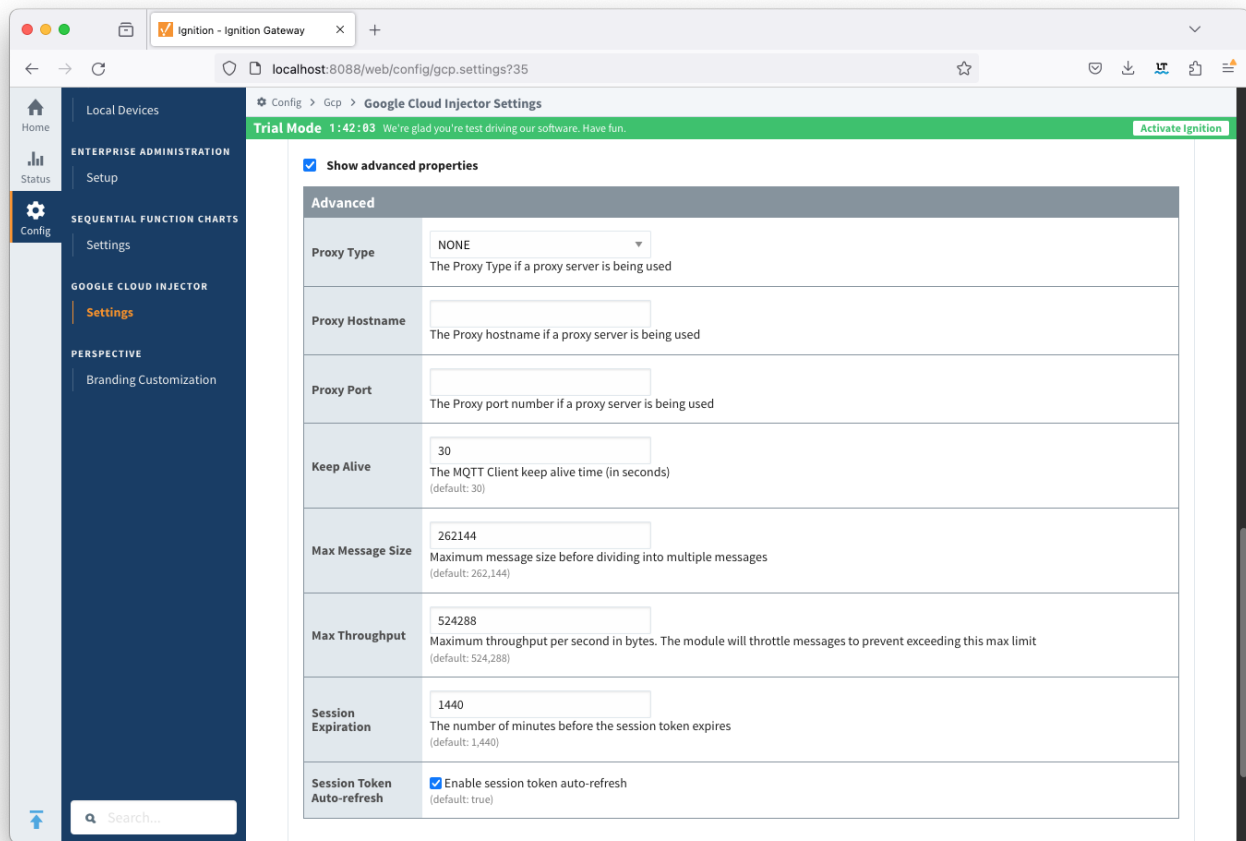 Ignition - Ignition Gateway
localhost:8088/web/config/gcp.settings?35
Home
Status
Config
Local Devices
ENTERPRISE ADMINISTRATION
Setup
SEQUENTIAL FUNCTION CHARTS
Settings
GOOGLE CLOUD INJECTOR
Settings
PERSPECTIVE
Branding Customization
Search...
Config > Gcp > Google Cloud Injector Settings
Trial Mode 1:42:03 We're glad you're test driving our software. Have fun.
Activate Ignition
Show advanced properties
Advanced
Proxy Type
NONE
The Proxy Type if a proxy server is being used
Proxy Hostname
The Proxy hostname if a proxy server is being used
Proxy Port
The Proxy port number if a proxy server is being used
Keep Alive
30
The MQTT Client keep alive time (in seconds)
(default: 30)
Max Message Size
262144
Maximum message size before dividing into multiple messages
(default: 262,144)
Max Throughput
524288
Maximum throughput per second in bytes. The module will throttle messages to prevent exceeding this max limit
(default: 524,288)
Session
Expiration
1440
The number of minutes before the session token expires
(default: 1,440)
Session Token
Auto-refresh
Enable session token auto-refresh
(default: true)